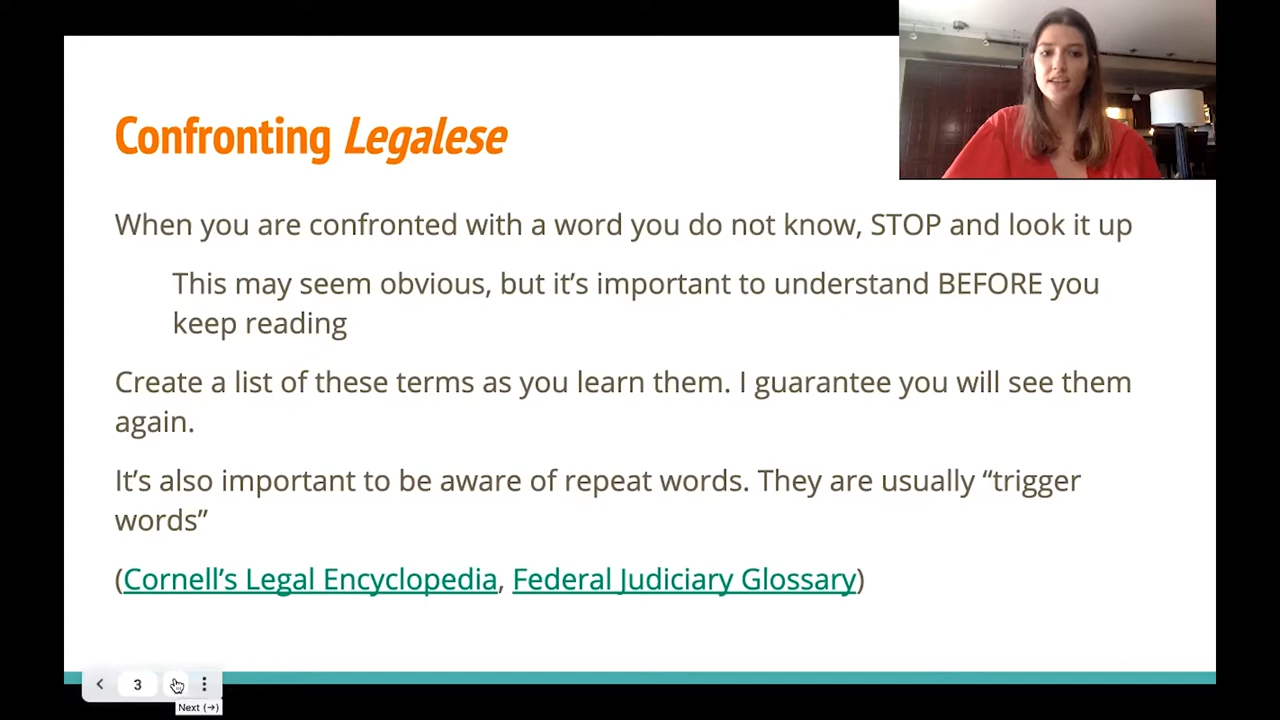 Confronting Legalese
When you are confronted with a word you do not know, STOP and look it up
This may seem obvious, but it’s important to understand BEFORE you
keep reading
Create a list of these terms as you learn them. I guarantee you will see them
again.
It’s also important to be aware of repeat words. They are usually “trigger
words”
(Cornell’s Legal Encyclopedia, Federal Judiciary Glossary)
3
Next (→)